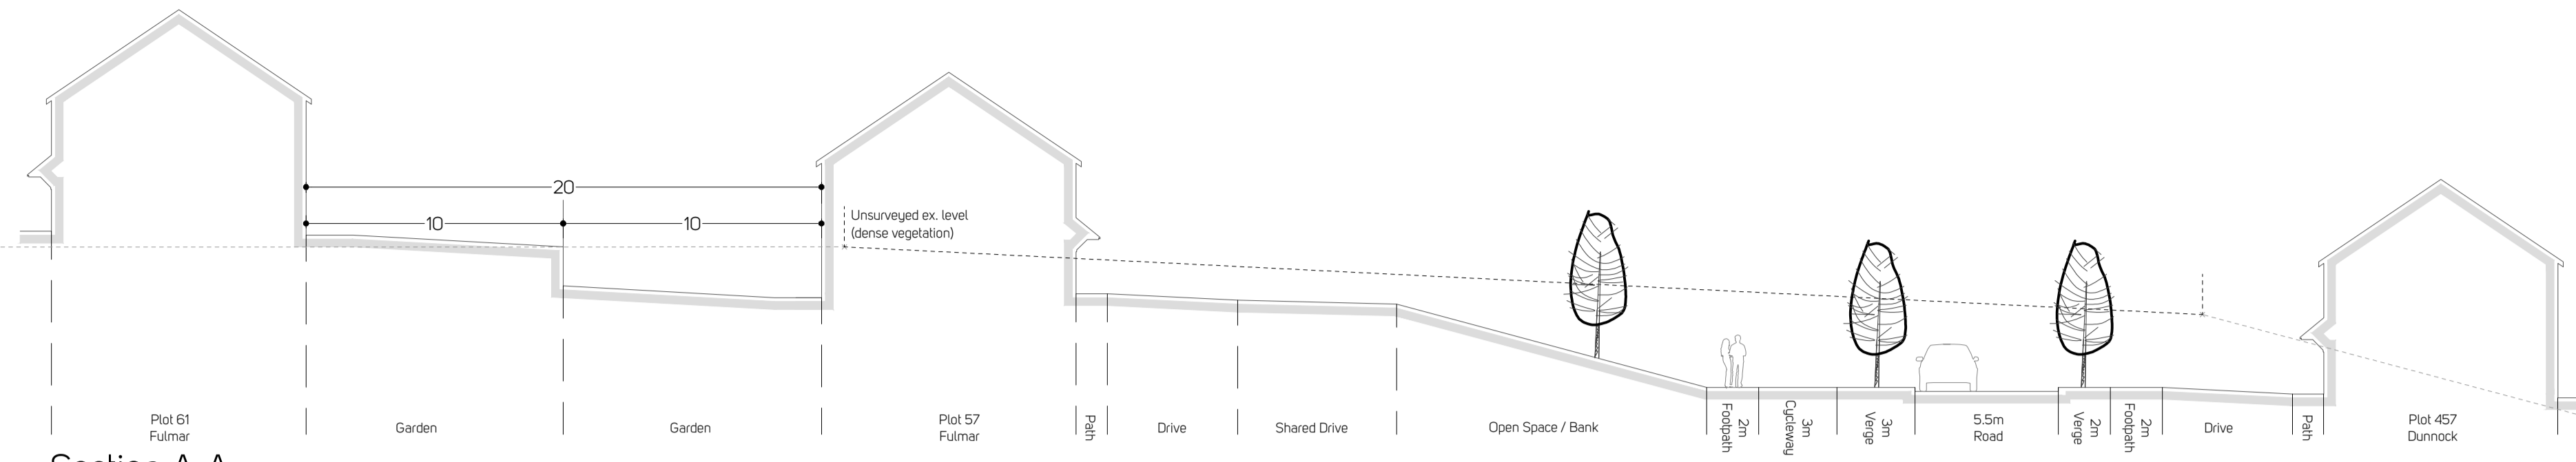 20
10
10
Unsurveyed ex. level
(dense vegetation)
Plot 61
Fulmar
Garden
Garden
Plot 57
Fulmar
Path
Drive
Shared Drive
Open Space / Bank
2m
Footpath
3m
Cycleway
3m
Verge
5.5m
Road
2m
Verge
2m
Footpath
Drive
Path
Plot 457
Dunnock
Section A-A